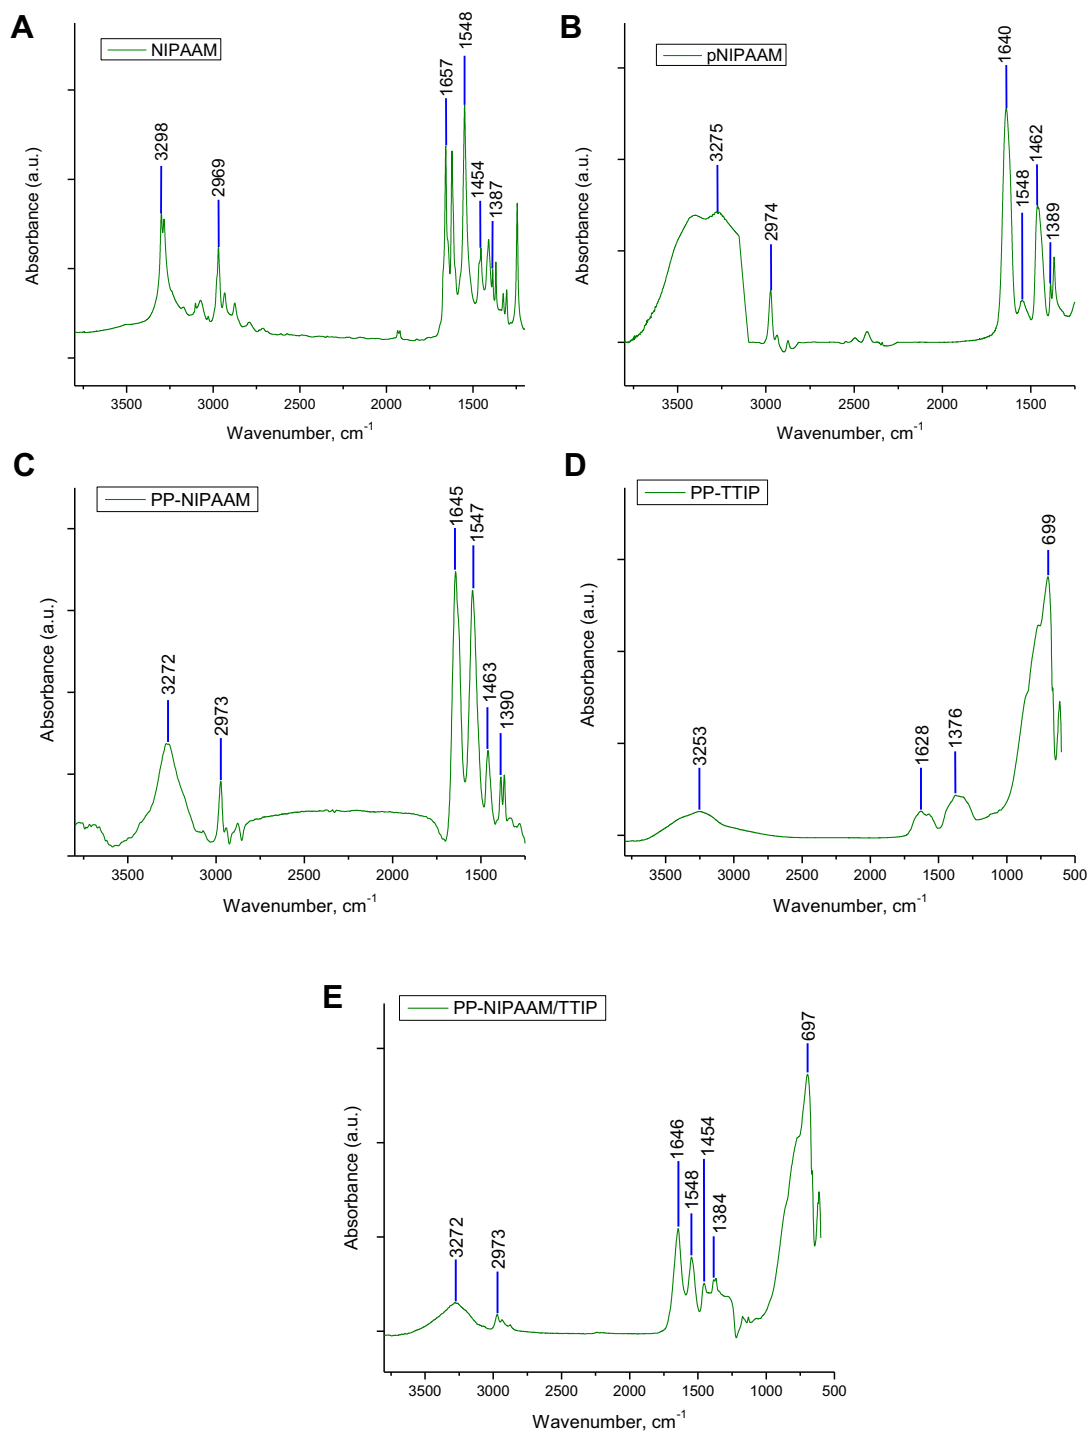 A
NIPAAM
3298
2969
1657
1548
1454
1387
Absorbance (a.u.)
3500 3000 2500 2000 1500
Wavenumber, cm-1
B
pNIPAAM
3275
2974
1640
1548
1462
1389
Absorbance (a.u.)
3500 3000 2500 2000 1500
Wavenumber, cm-1
C
PP-NIPAAM
3272
2973
1645
1547
1463
1390
Absorbance (a.u.)
3500 3000 2500 2000 1500
Wavenumber, cm-1
D
PP-TTIP
3253
1628
1376
699
Absorbance (a.u.)
3500 3000 2500 2000 1500 1000 500
Wavenumber, cm-1
E
PP-NIPAAM/TTIP
3272
2973
1646
1548
1454
1384
697
Absorbance (a.u.)
3500 3000 2500 2000 1500 1000 500
Wavenumber, cm-1